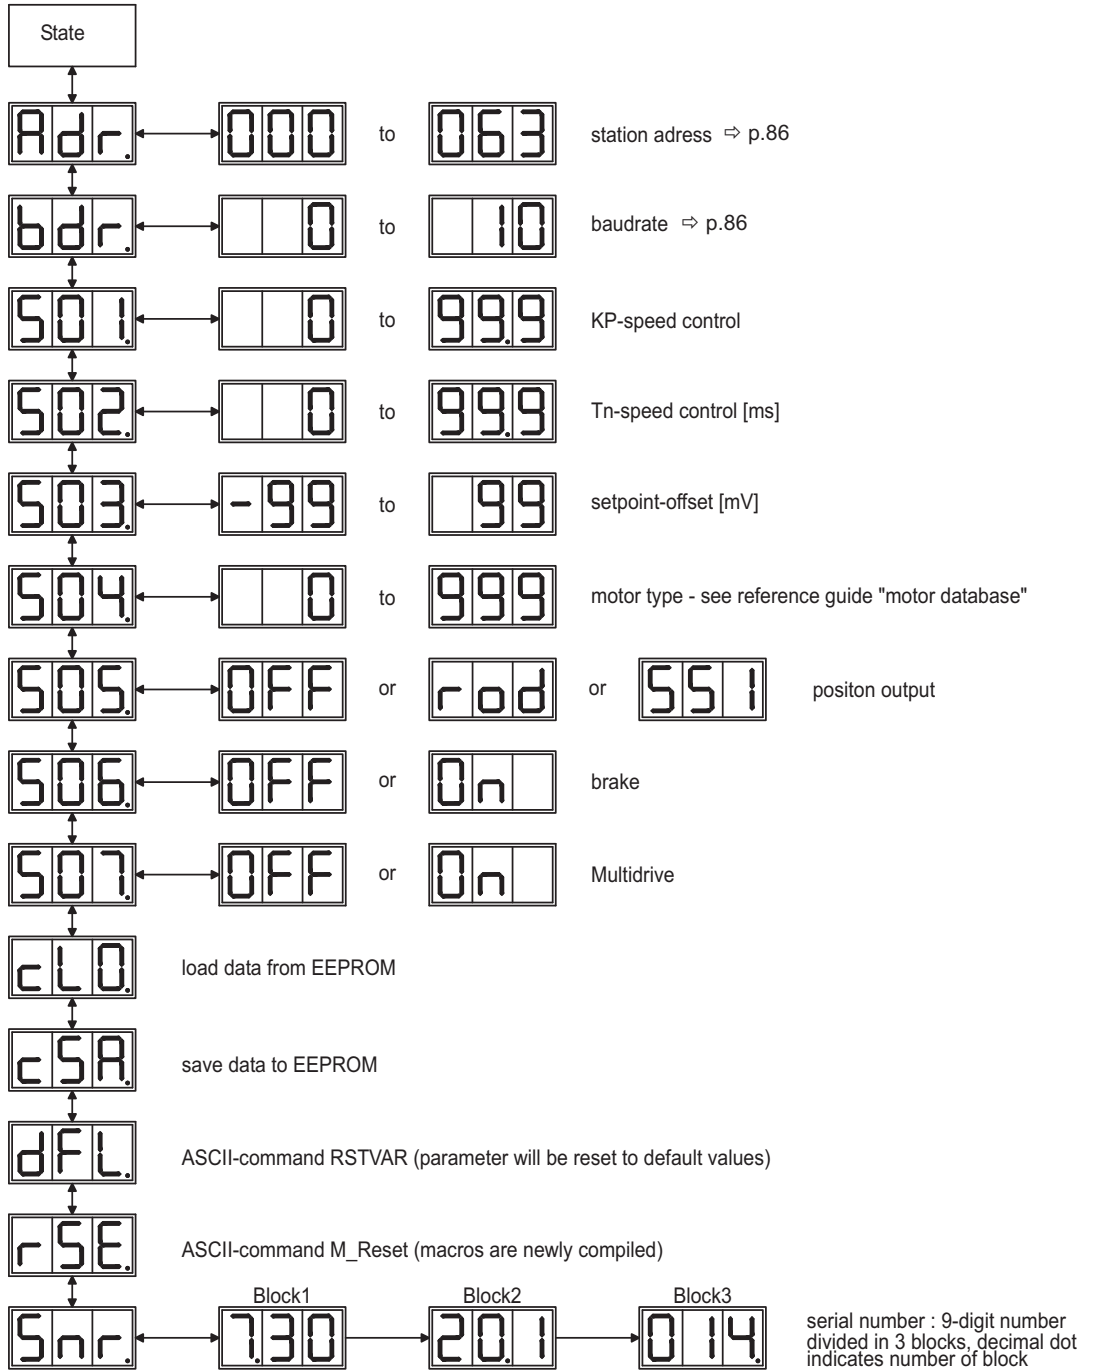 State
Adr. 000 to 063 station adress ⇨ p.86
bdr. 0 to 10 baudrate ⇨ p.86
S01. 0 to 99.9 KP-speed control
S02. 0 to 99.9 Tn-speed control [ms]
S03. -99 to 99 setpoint-offset [mV]
S04. 0 to 999 motor type - see reference guide "motor database"
S05. OFF or rod or SSI positon output
S06. OFF or On brake
S07. OFF or On Multidrive
cLO. load data from EEPROM
cSA. save data to EEPROM
dFL. ASCII-command RSTVAR (parameter will be reset to default values)
rSE. ASCII-command M_Reset (macros are newly compiled)
Block1 Block2 Block3
Snr. 7.30 20.1 014. serial number : 9-digit number
divided in 3 blocks, decimal dot
indicates number of block